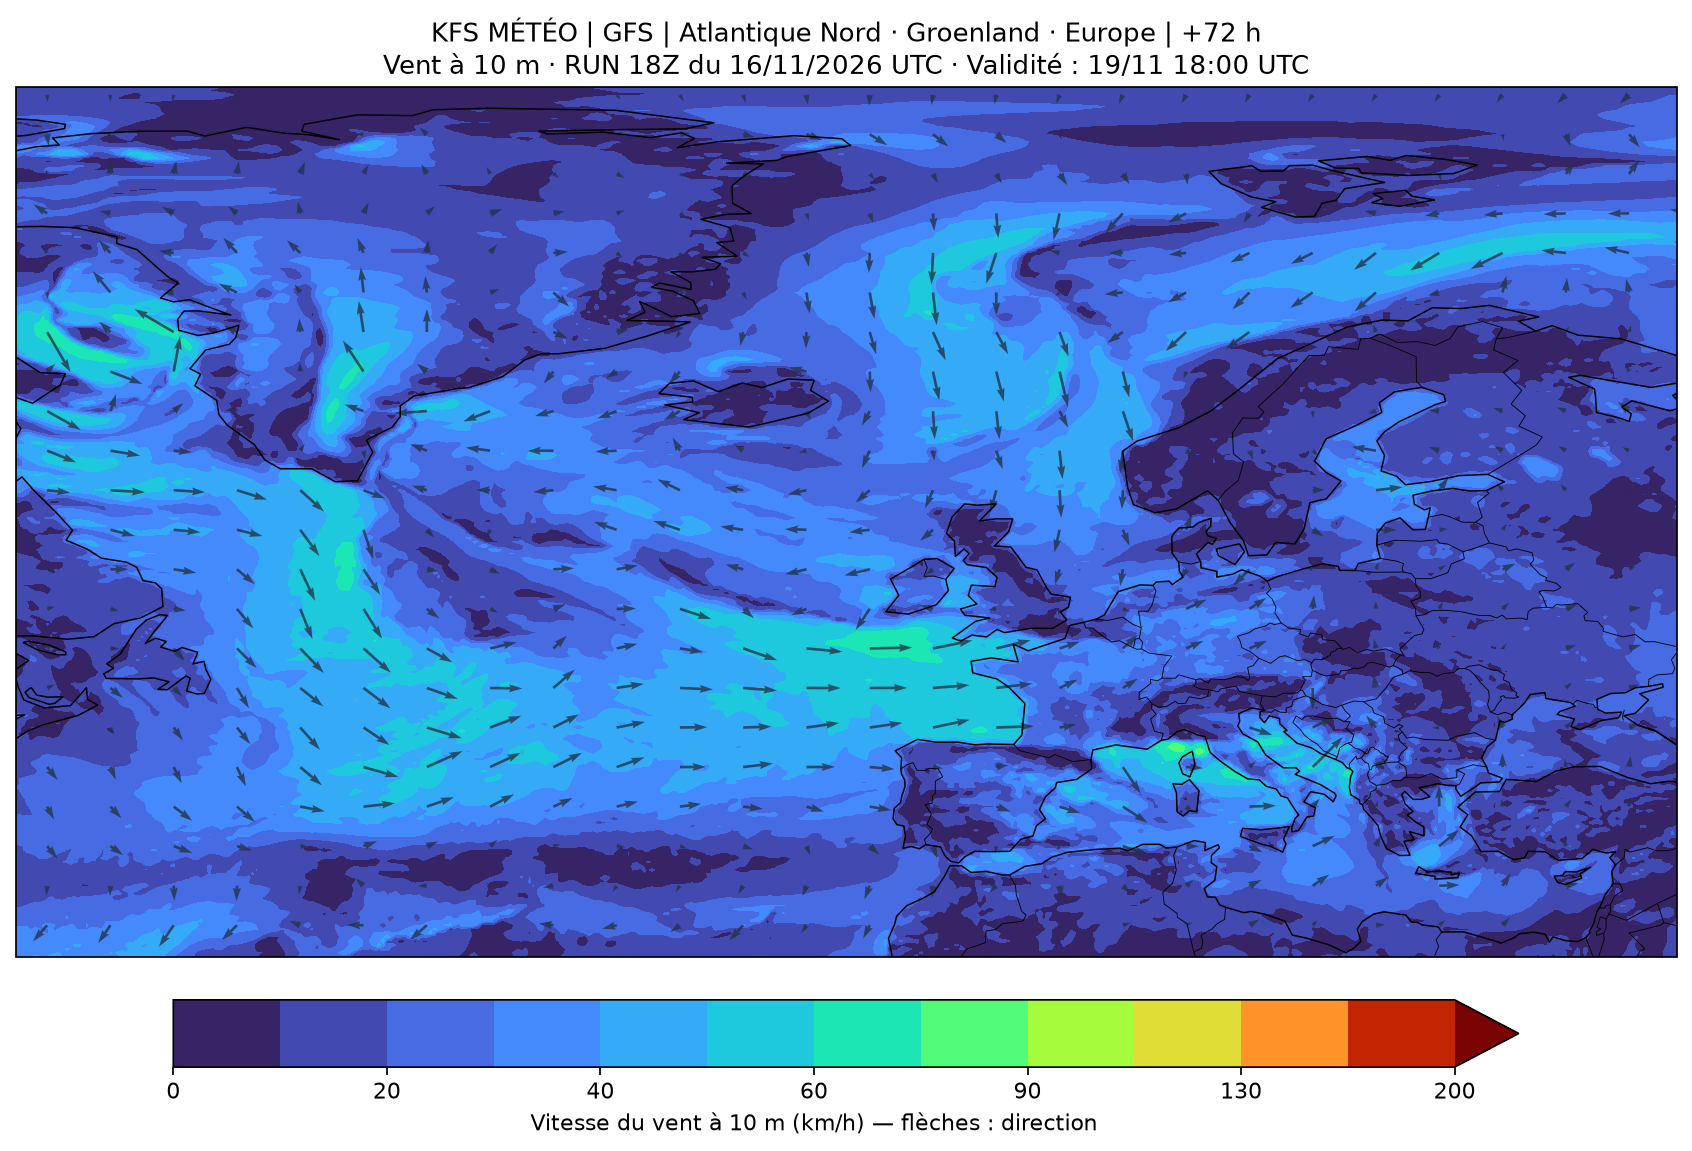 KFS MÉTÉO | GFS | Atlantique Nord · Groenland · Europe | +72 h
Vent à 10 m · RUN 18Z du 16/11/2026 UTC · Validité : 19/11 18:00 UTC
0 20 40 60 90 130 200
Vitesse du vent à 10 m (km/h) — flèches : direction